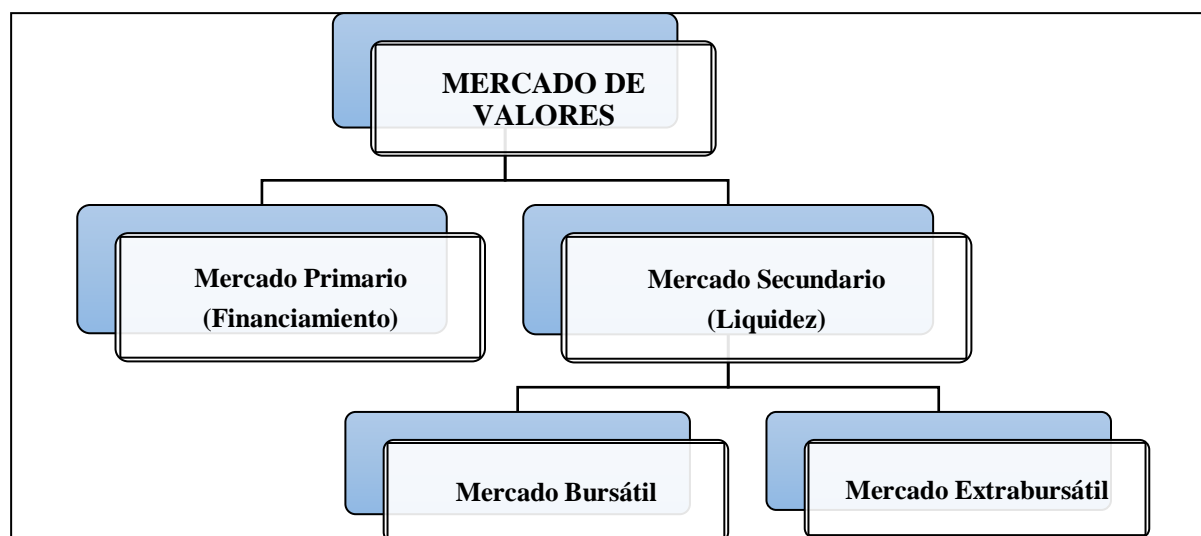 MERCADO DE
VALORES
Mercado Primario
(Financiamiento)
Mercado Secundario
(Liquidez)
Mercado Bursátil
Mercado Extrabursátil